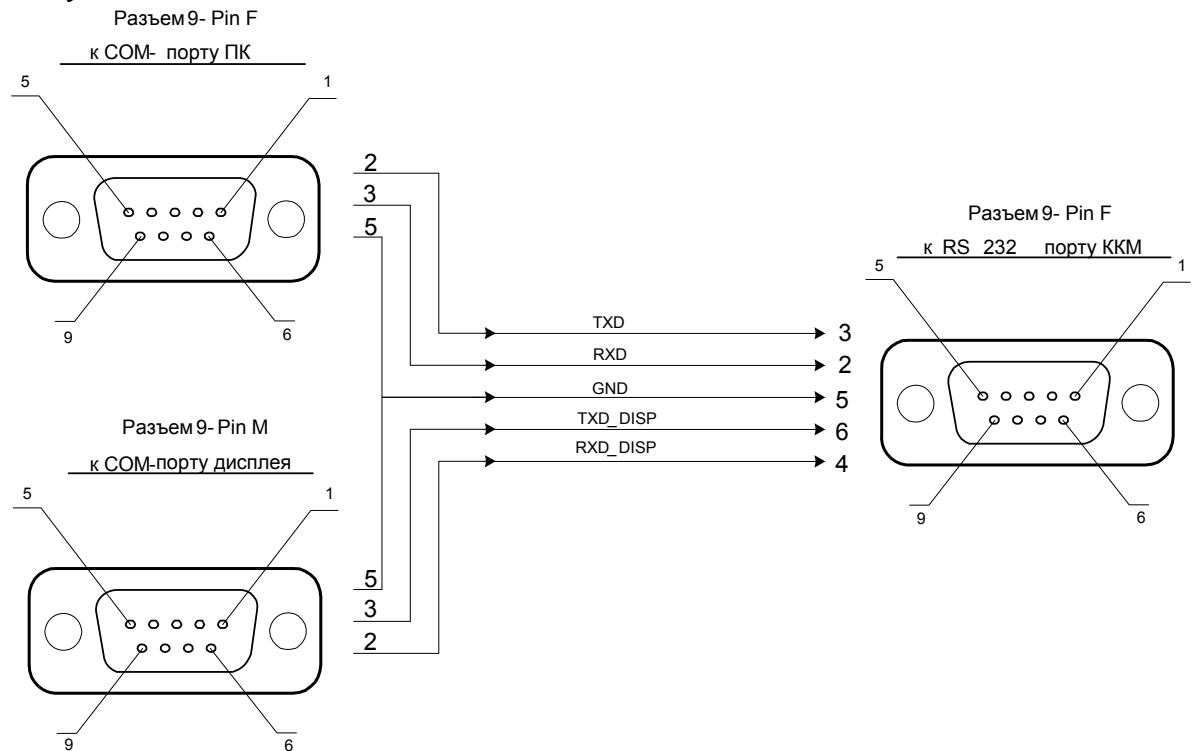 Разъем 9- Pin F
к COM- порту ПК
5
1
9
6
2
3
5
Разъем 9- Pin M
к COM-порту дисплея
5
1
9
6
5
3
2
TXD
RXD
GND
TXD_DISP
RXD_DISP
3
2
5
6
4
Разъем 9- Pin F
к RS 232 порту ККМ
5
1
9
6